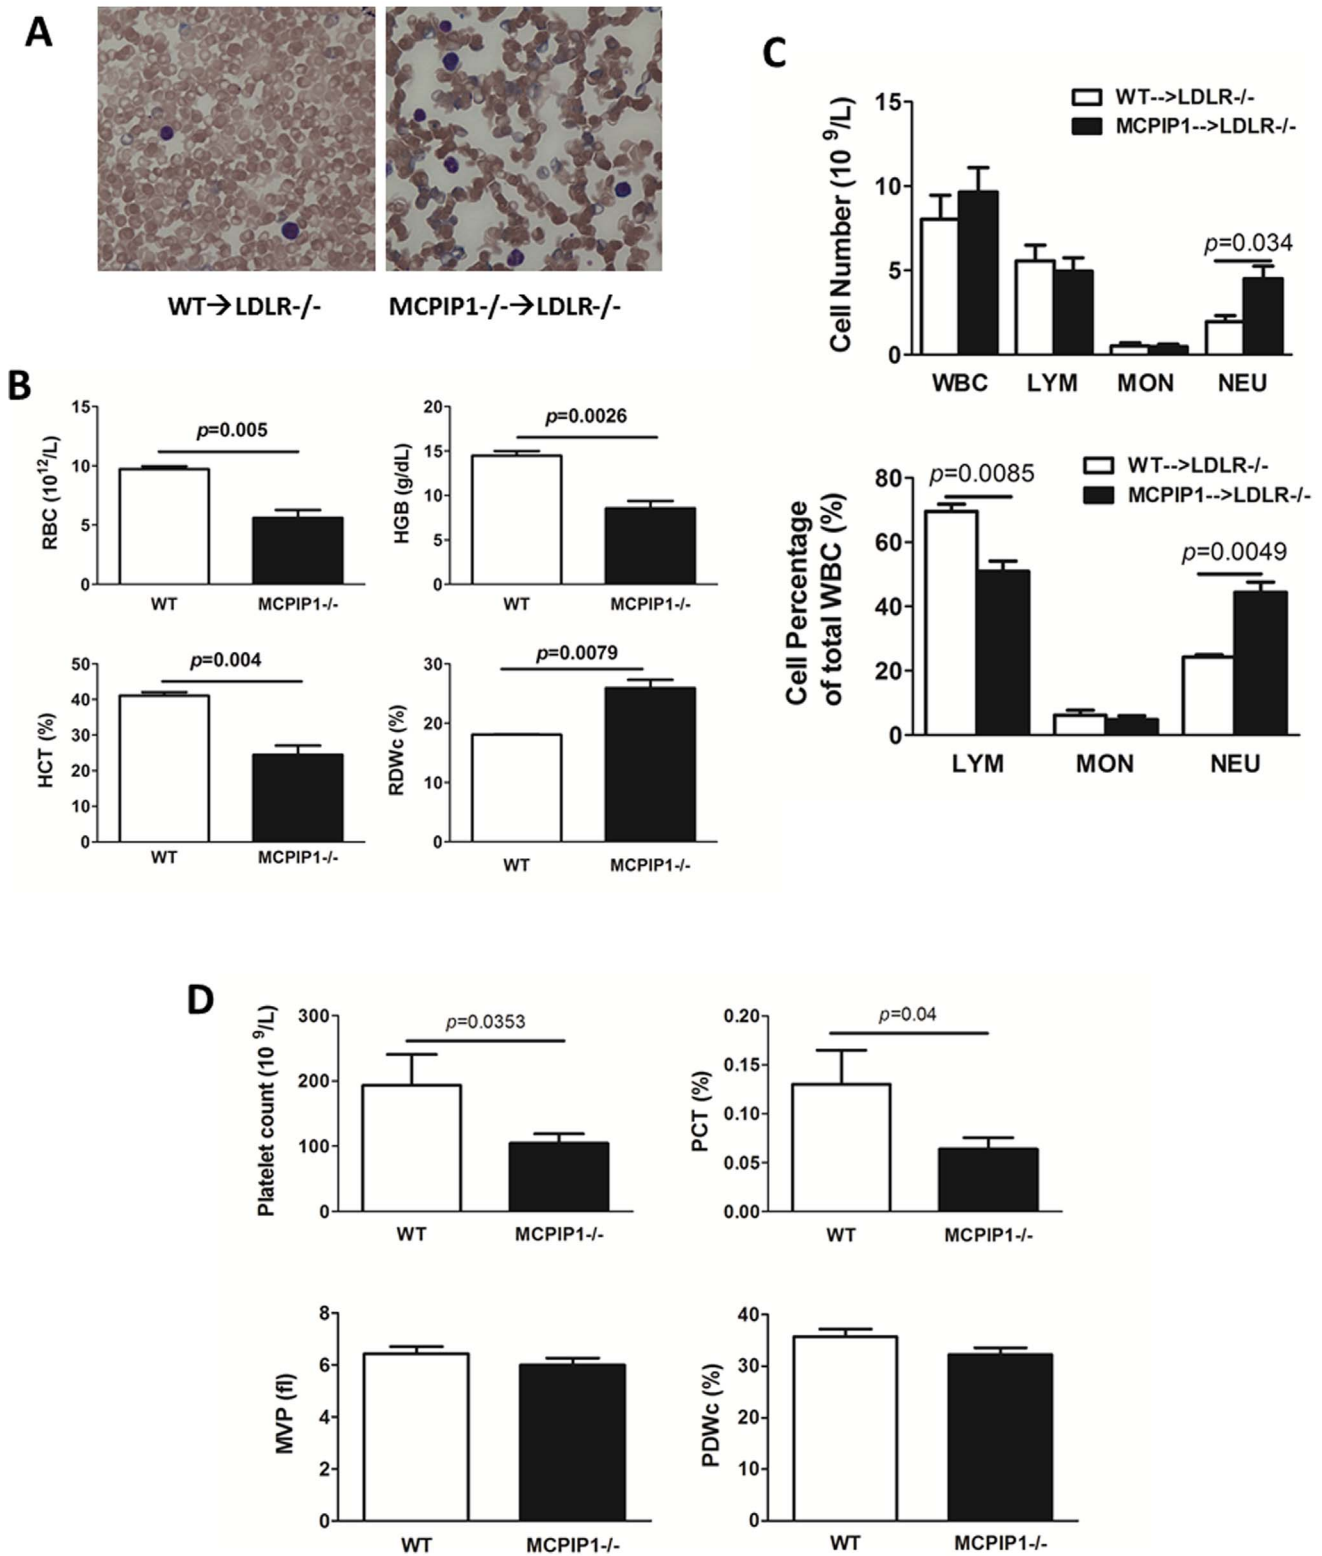 A
WT→LDLR-/-
MCPIP1-/-→LDLR-/-
B
RBC (10^12/L)
15
10
5
0
p=0.005
WT
MCPIP1-/-
HGB (g/dL)
20
15
10
5
0
p=0.0026
WT
MCPIP1-/-
HCT (%)
50
40
30
20
10
0
p=0.004
WT
MCPIP1-/-
RDWc (%)
30
20
10
0
p=0.0079
WT
MCPIP1-/-
C
Cell Number (10 ^9/L)
15
10
5
0
WT-->LDLR-/-
MCPIP1-->LDLR-/-
p=0.034
WBC LYM MON NEU
Cell Percentage
of total WBC (%)
80
60
40
20
0
WT-->LDLR-/-
MCPIP1-->LDLR-/-
p=0.0085
p=0.0049
LYM MON NEU
D
Platelet count (10 ^9/L)
300
200
100
0
p=0.0353
WT
MCPIP1-/-
PCT (%)
0.20
0.15
0.10
0.05
0.00
p=0.04
WT
MCPIP1-/-
MVP (fl)
8
6
4
2
0
WT
MCPIP1-/-
PDWc (%)
40
30
20
10
0
WT
MCPIP1-/-